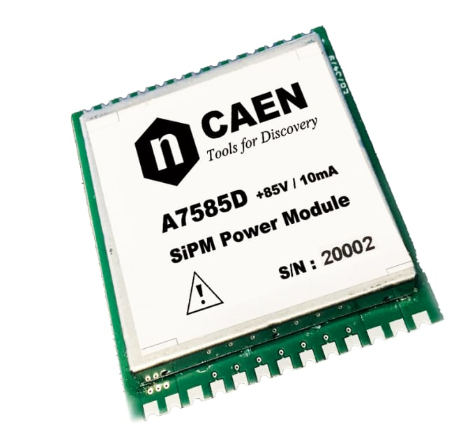 n
CAEN
Tools for Discovery
A7585D +85V / 10mA
SiPM Power Module
S/N : 20002
!